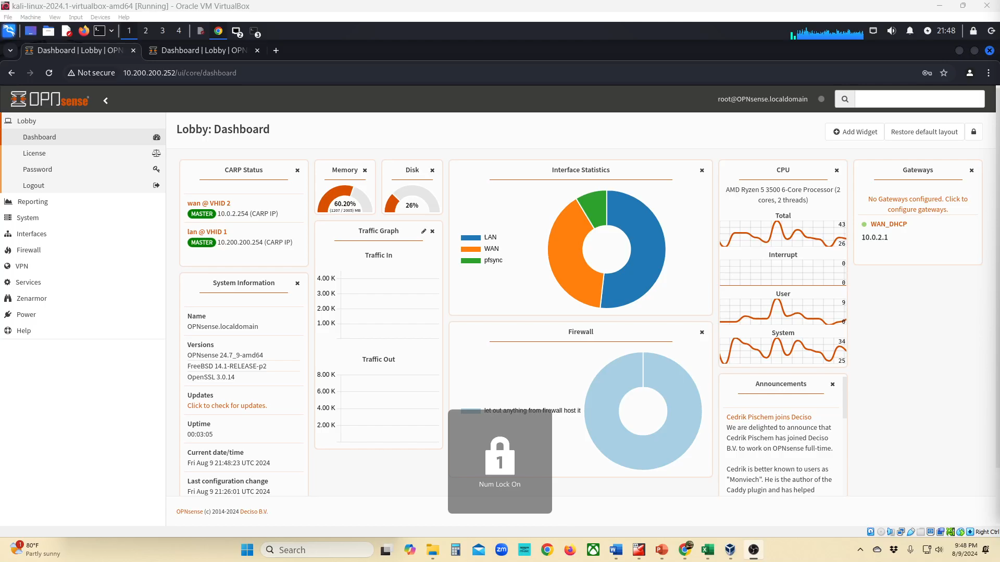 kali-linux-2024.1-virtualbox-amd64 [Running] - Oracle VM VirtualBox
File Machine View Input Devices Help
1 2 3 4
2
3
21:48
Dashboard | Lobby | OPN
Dashboard | Lobby | OPN
Not secure 10.200.200.252/ui/core/dashboard
OPNsense
root@OPNsense.localdomain
Lobby
Dashboard
License
Password
Logout
Reporting
System
Interfaces
Firewall
VPN
Services
Zenarmor
Power
Help
Lobby: Dashboard
Add Widget
Restore default layout
CARP Status
wan @ VHID 2
MASTER 10.0.2.254 (CARP IP)
lan @ VHID 1
MASTER 10.200.200.254 (CARP IP)
System Information
Name
OPNsense.localdomain
Versions
OPNsense 24.7_9-amd64
FreeBSD 14.1-RELEASE-p2
OpenSSL 3.0.14
Updates
Click to check for updates.
Uptime
00:03:05
Current date/time
Fri Aug 9 21:48:23 UTC 2024
Last configuration change
Fri Aug 9 21:26:01 UTC 2024
Memory
60.20%
(1207 / 2005) MB
Disk
26%
Traffic Graph
Traffic In
4.00 K
3.00 K
2.00 K
1.00 K
Traffic Out
8.00 K
6.00 K
4.00 K
2.00 K
Interface Statistics
LAN
WAN
pfsync
Firewall
let out anything from firewall host it
CPU
AMD Ryzen 5 3500 6-Core Processor (2
cores, 2 threads)
Total
43
26
Interrupt
0
0
User
9
0
System
34
25
Announcements
Cedrik Pischem joins Deciso
We are delighted to announce that
Cedrik Pischem has joined Deciso
B.V. to work on OPNsense full-time.
Cedrik is better known to users as
"Monviech". He is the author of the
Caddy plugin and has helped
Gateways
No Gateways configured. Click to
configure gateways.
WAN_DHCP
10.0.2.1
1
Num Lock On
OPNsense (c) 2014-2024 Deciso B.V.
Right Ctrl
1
80°F
Partly sunny
Search
zm
amazon
music
9:48 PM
8/9/2024